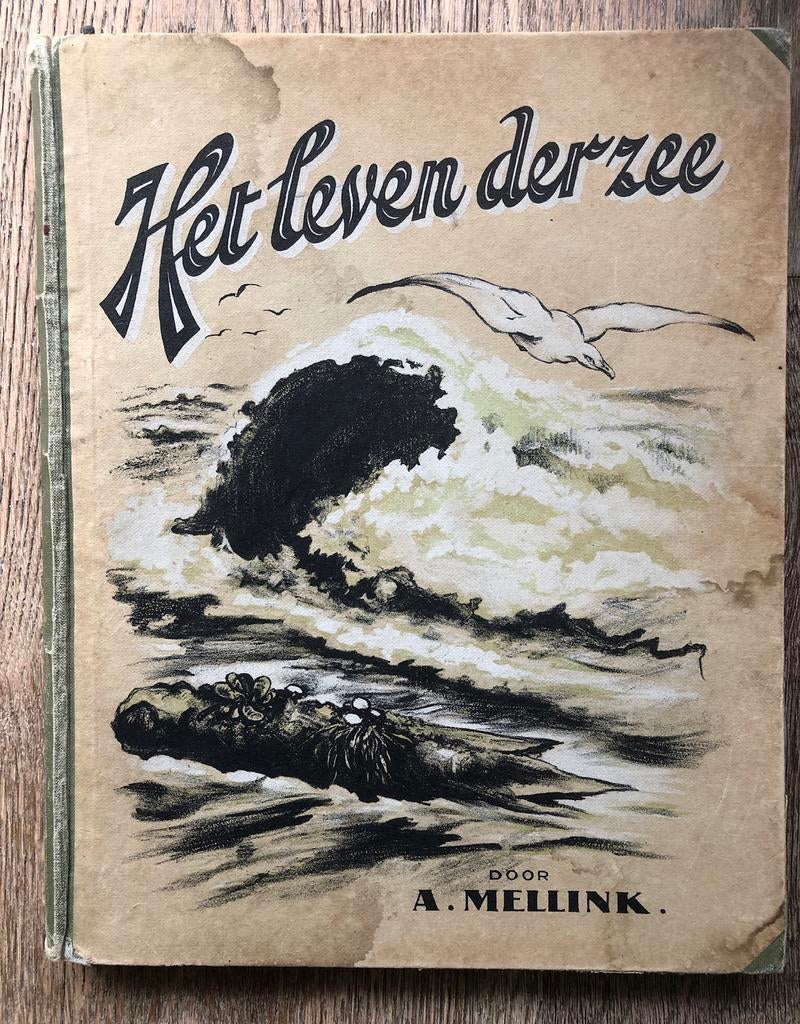 Het leven der zee
DOOR
A. MELLINK.